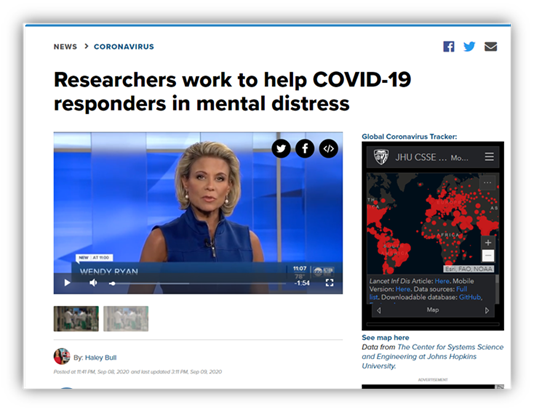 NEWS > CORONAVIRUS
Researchers work to help COVID-19
responders in mental distress
NEW AT 11:00
WENDY RYAN
11:07
78°
-1:54
By: Haley Bull
Posted at 11:41 PM, Sep 08, 2020 and last updated 3:11 PM, Sep 09, 2020
Global Coronavirus Tracker:
JHU CSSE ... Mo...
AFRICA
Esri, FAO, NOAA
Lancet Inf Dis Article: Here. Mobile
Version: Here. Data sources: Full
list. Downloadable database: GitHub,
Map
See map here
Data from The Center for Systems Science
and Engineering at Johns Hopkins
University.
ADVERTISEMENT